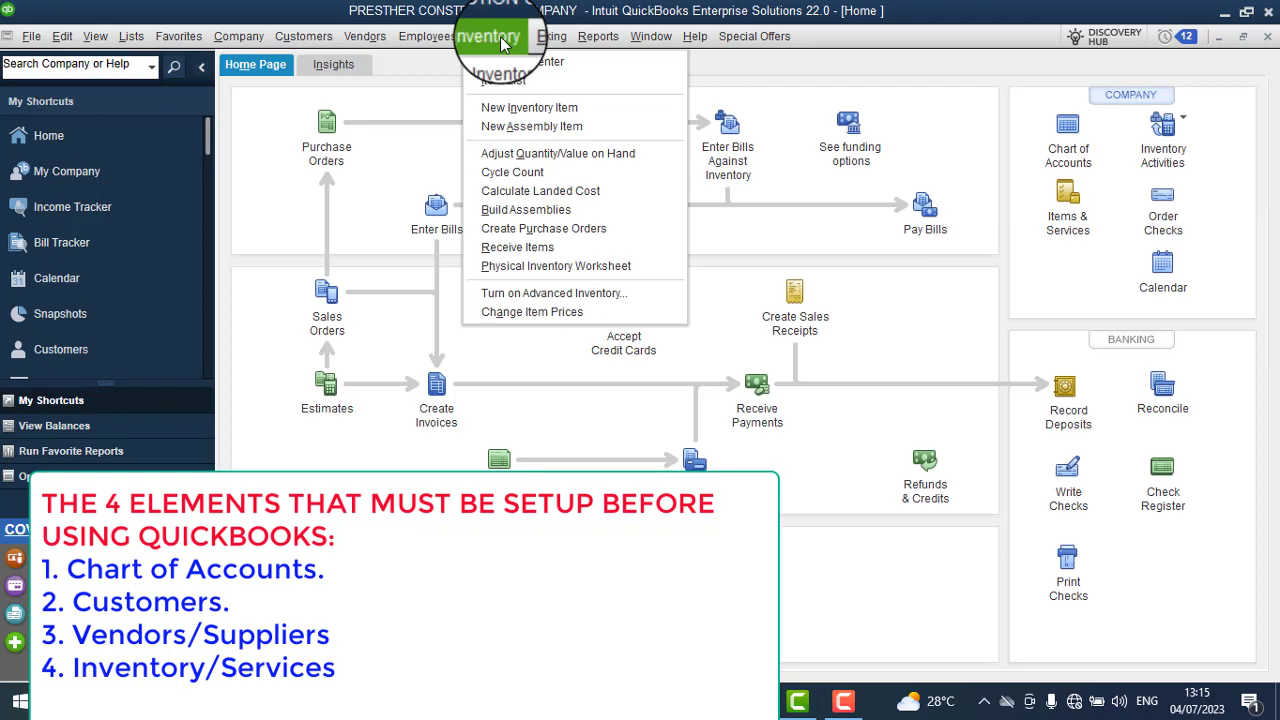 PRESTHER CONS COMPANY - Intuit QuickBooks Enterprise Solutions 22.0 - [Home ]
File Edit View Lists Favorites Company Customers Vendors Employees Inventory Reports Window Help Special Offers
DISCOVERY HUB 12
Search Company or Help
Home Page Insights
My Shortcuts
Home
My Company
Income Tracker
Bill Tracker
Calendar
Snapshots
Customers
My Shortcuts
View Balances
Run Favorite Reports
New Inventory Item
New Assembly Item
Adjust Quantity/Value on Hand
Cycle Count
Calculate Landed Cost
Build Assemblies
Create Purchase Orders
Receive Items
Physical Inventory Worksheet
Turn on Advanced Inventory...
Change Item Prices
Purchase
Orders
Enter Bills
Enter Bills
Against
Inventory
See funding
options
Pay Bills
Sales
Orders
Accept
Credit Cards
Create Sales
Receipts
Estimates
Create
Invoices
Receive
Payments
Refunds
& Credits
COMPANY
Chart of
Accounts
Inventory
Activities
Items &
Services
Order
Checks
Calendar
BANKING
Record
Deposits
Reconcile
Write
Checks
Check
Register
Print
Checks
THE 4 ELEMENTS THAT MUST BE SETUP BEFORE
USING QUICKBOOKS:
1. Chart of Accounts.
2. Customers.
3. Vendors/Suppliers
4. Inventory/Services
28°C ENG
13:15
04/07/2023
1